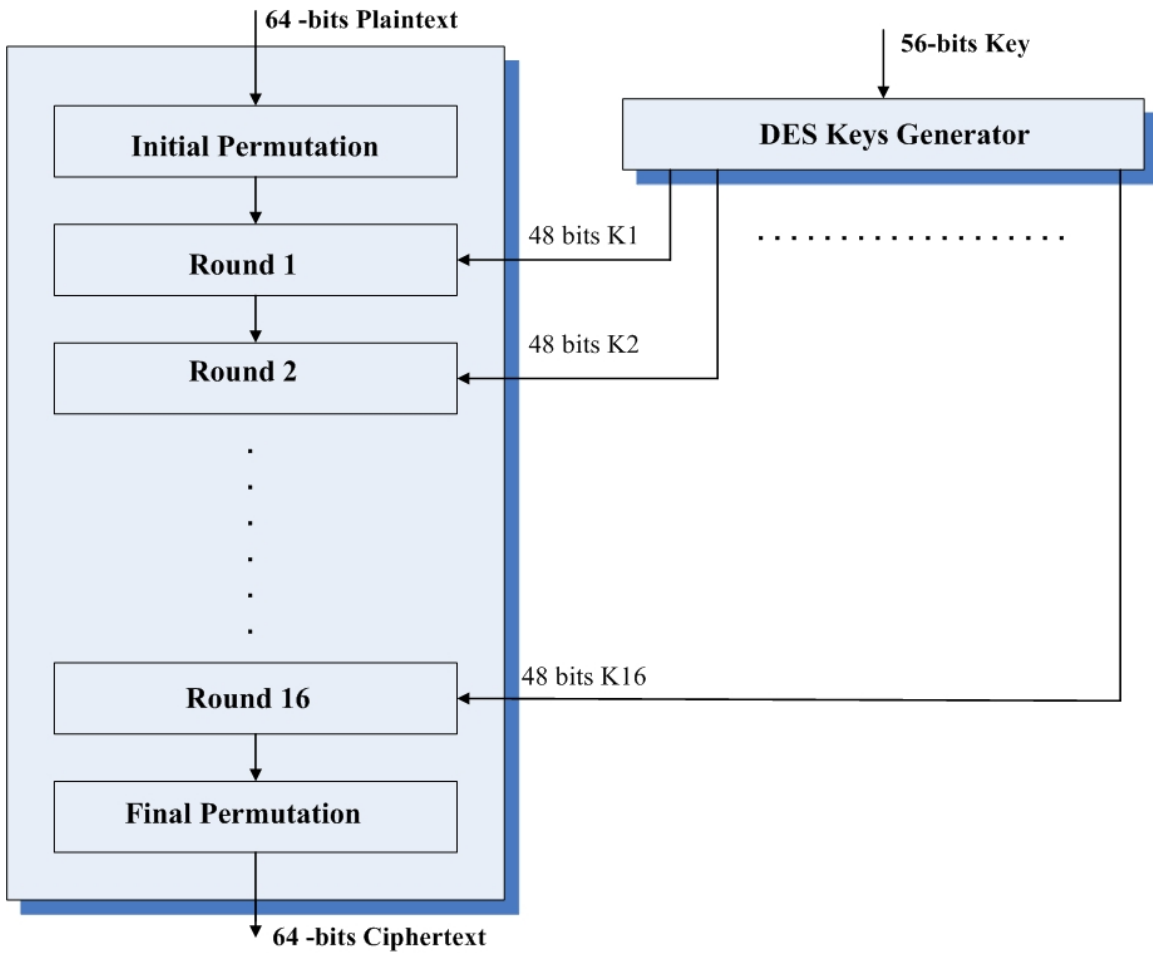 64 -bits Plaintext
56-bits Key
Initial Permutation
DES Keys Generator
48 bits K1
Round 1
48 bits K2
Round 2
48 bits K16
Round 16
Final Permutation
64 -bits Ciphertext